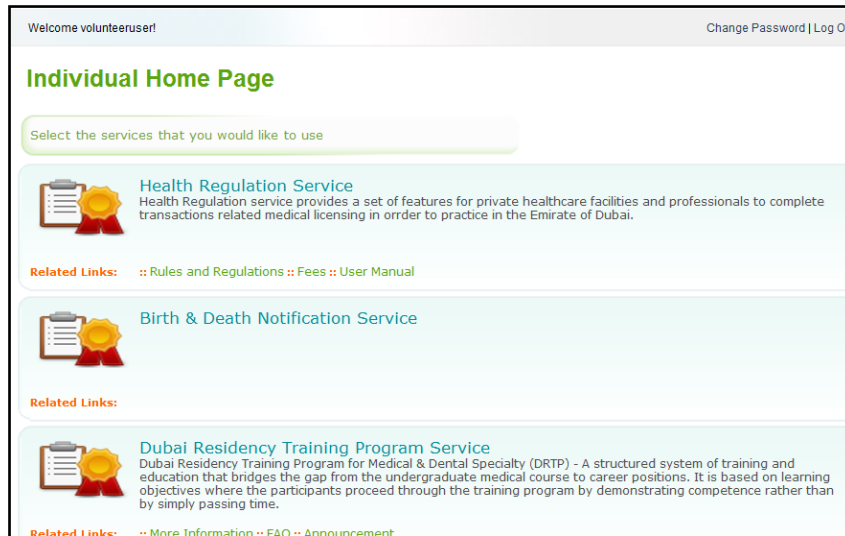 Welcome volunteeruser!
Change Password | Log O
Individual Home Page
Select the services that you would like to use
Health Regulation Service
Health Regulation service provides a set of features for private healthcare facilities and professionals to complete
transactions related medical licensing in orrder to practice in the Emirate of Dubai.
Related Links: :: Rules and Regulations :: Fees :: User Manual
Birth & Death Notification Service
Related Links:
Dubai Residency Training Program Service
Dubai Residency Training Program for Medical & Dental Specialty (DRTP) - A structured system of training and
education that bridges the gap from the undergraduate medical course to career positions. It is based on learning
objectives where the participants proceed through the training program by demonstrating competence rather than
by simply passing time.
Related Links: :: More Information :: FAQ :: Announcement